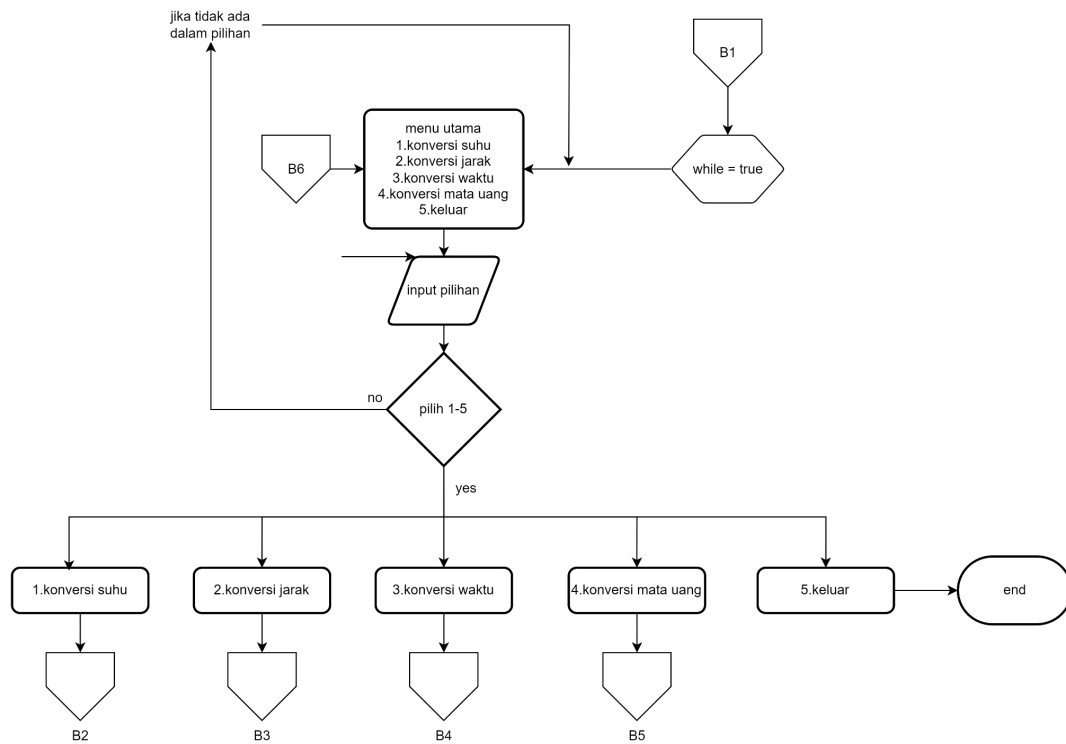 jika tidak ada
dalam pilihan
B1
menu utama
1.konversi suhu
2.konversi jarak
3.konversi waktu
4.konversi mata uang
5.keluar
B6
while = true
input pilihan
no
pilih 1-5
yes
1.konversi suhu
2.konversi jarak
3.konversi waktu
4.konversi mata uang
5.keluar
end
B2
B3
B4
B5